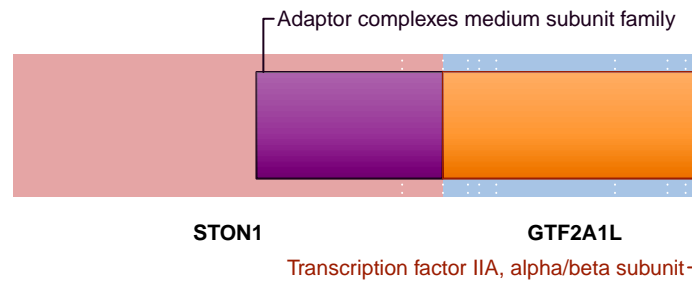 Adaptor complexes medium subunit family
STON1 GTF2A1L
Transcription factor IIA, alpha/beta subunit